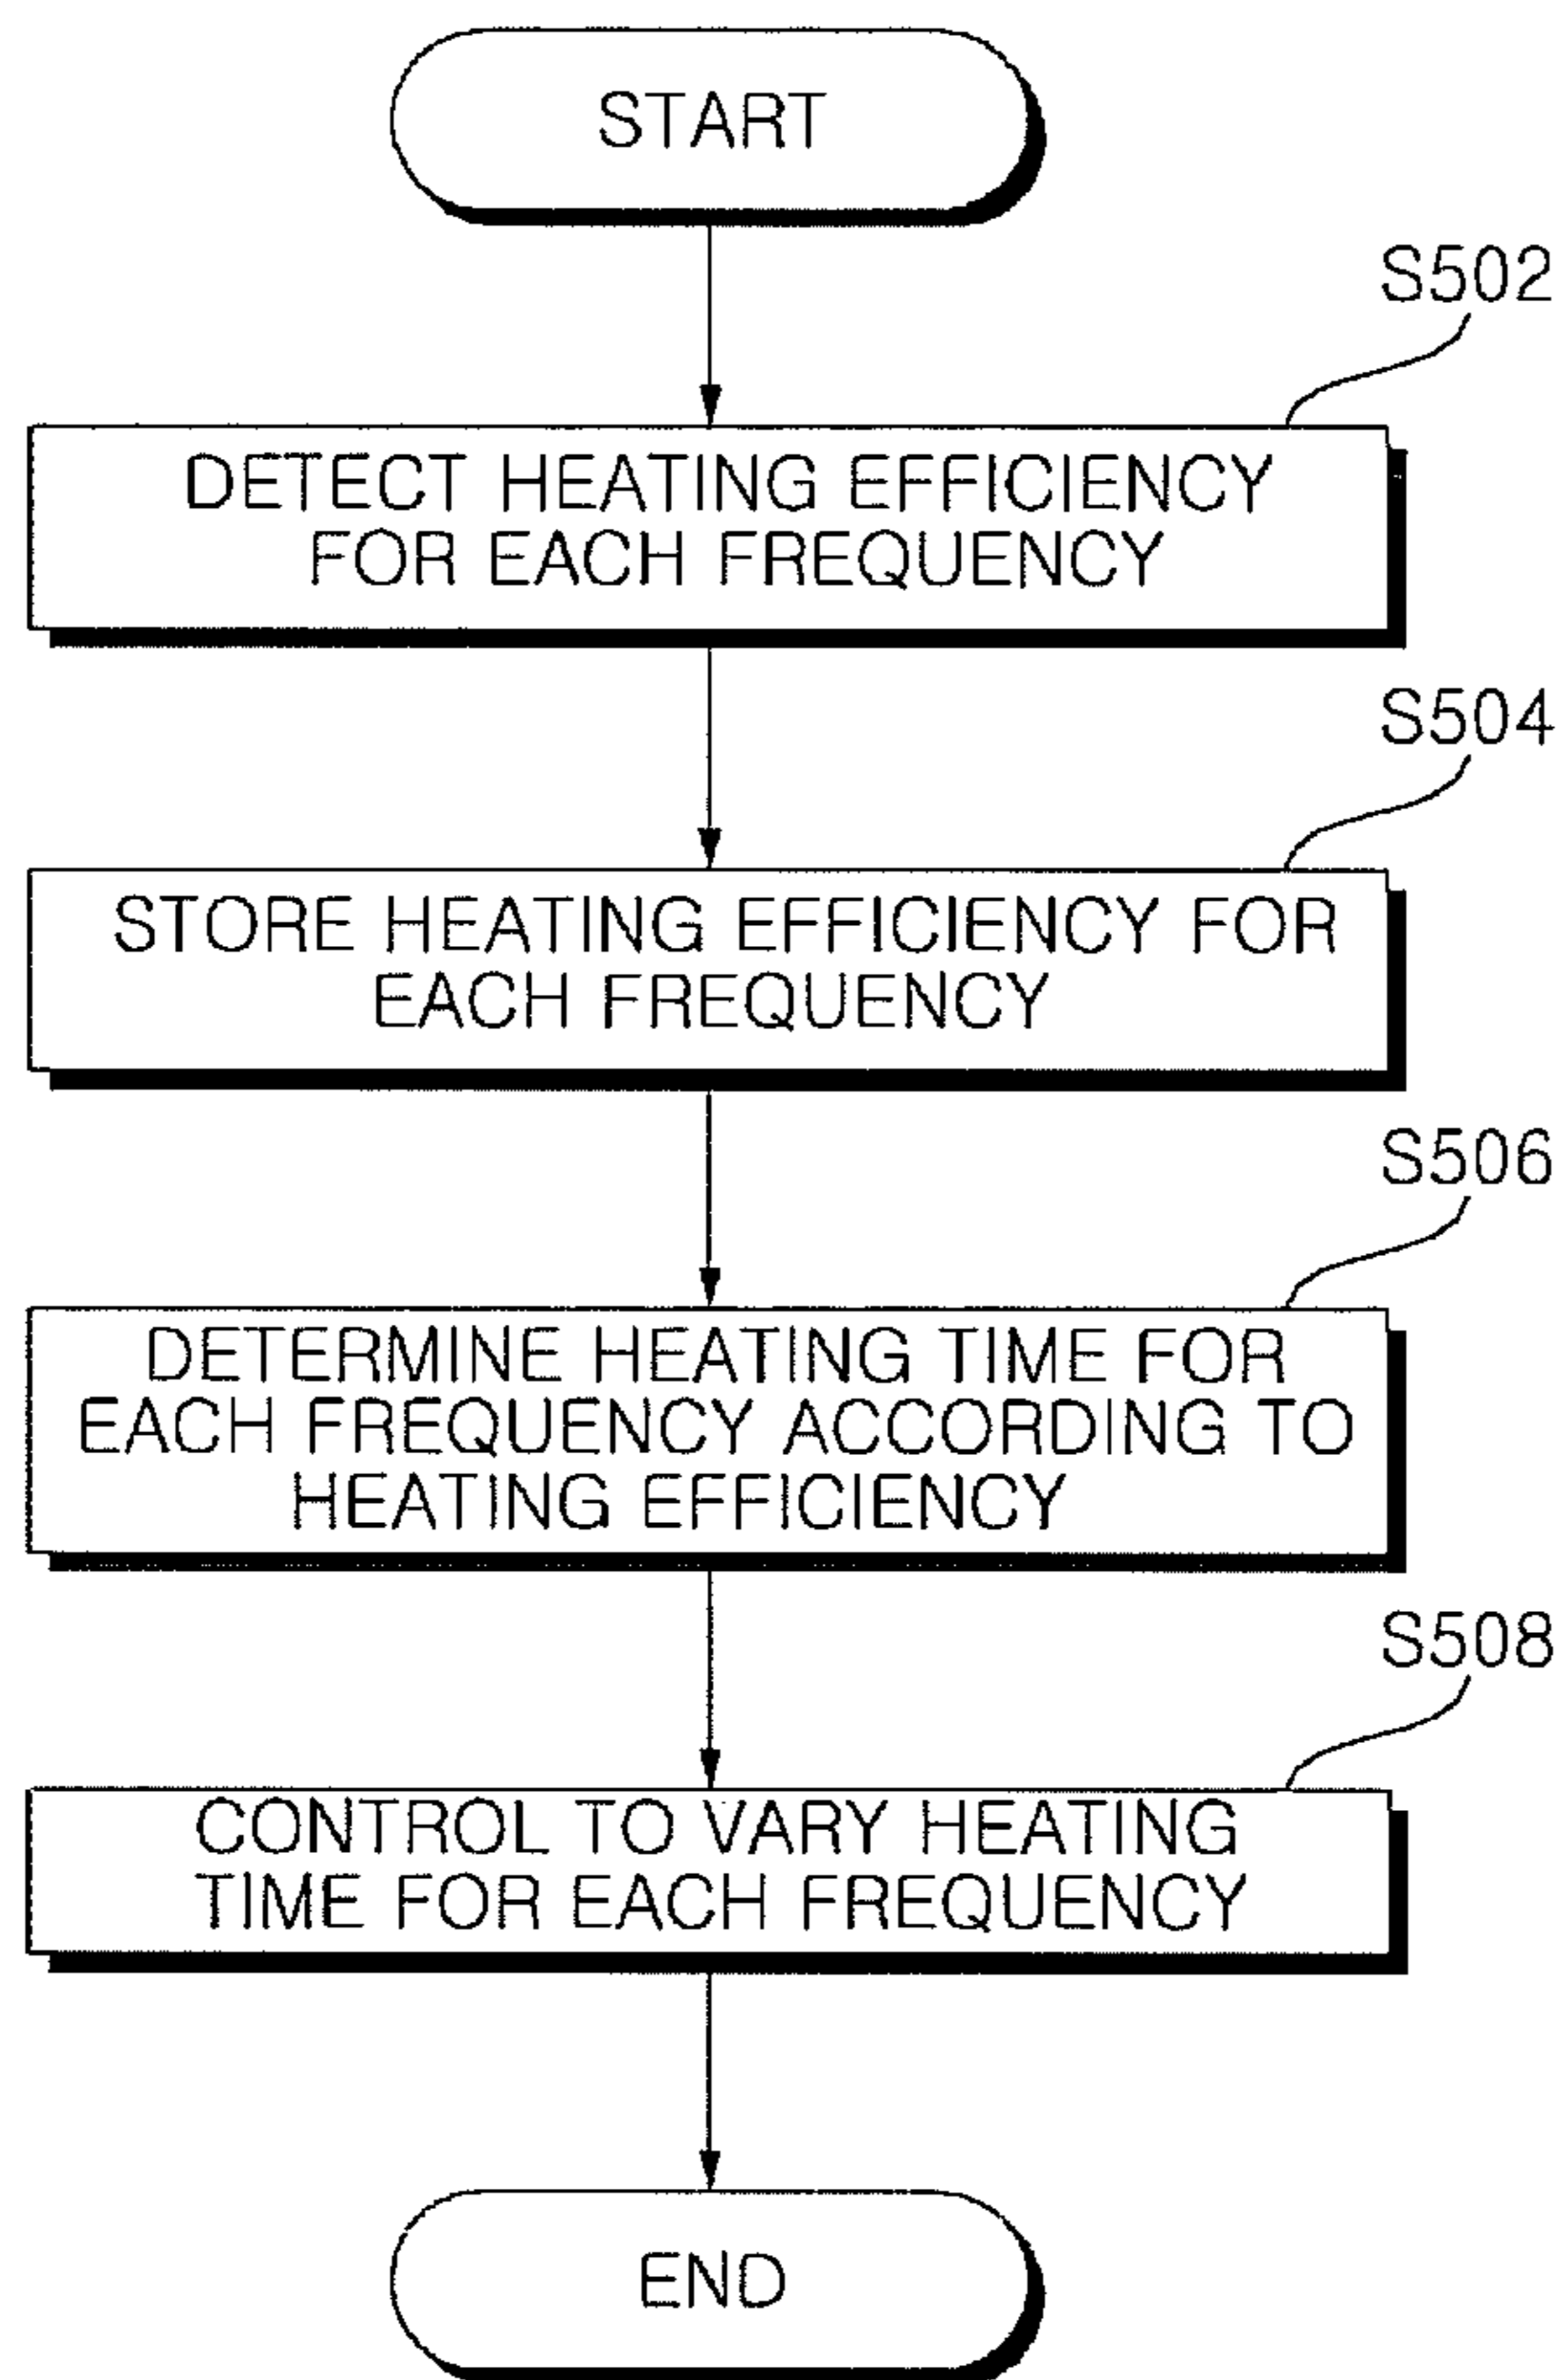 START
S502
DETECT HEATING EFFICIENCY
FOR EACH FREQUENCY
S504
STORE HEATING EFFICIENCY FOR
EACH FREQUENCY
S506
DETERMINE HEATING TIME FOR
EACH FREQUENCY ACCORDING TO
HEATING EFFICIENCY
S508
CONTROL TO VARY HEATING
TIME FOR EACH FREQUENCY
END